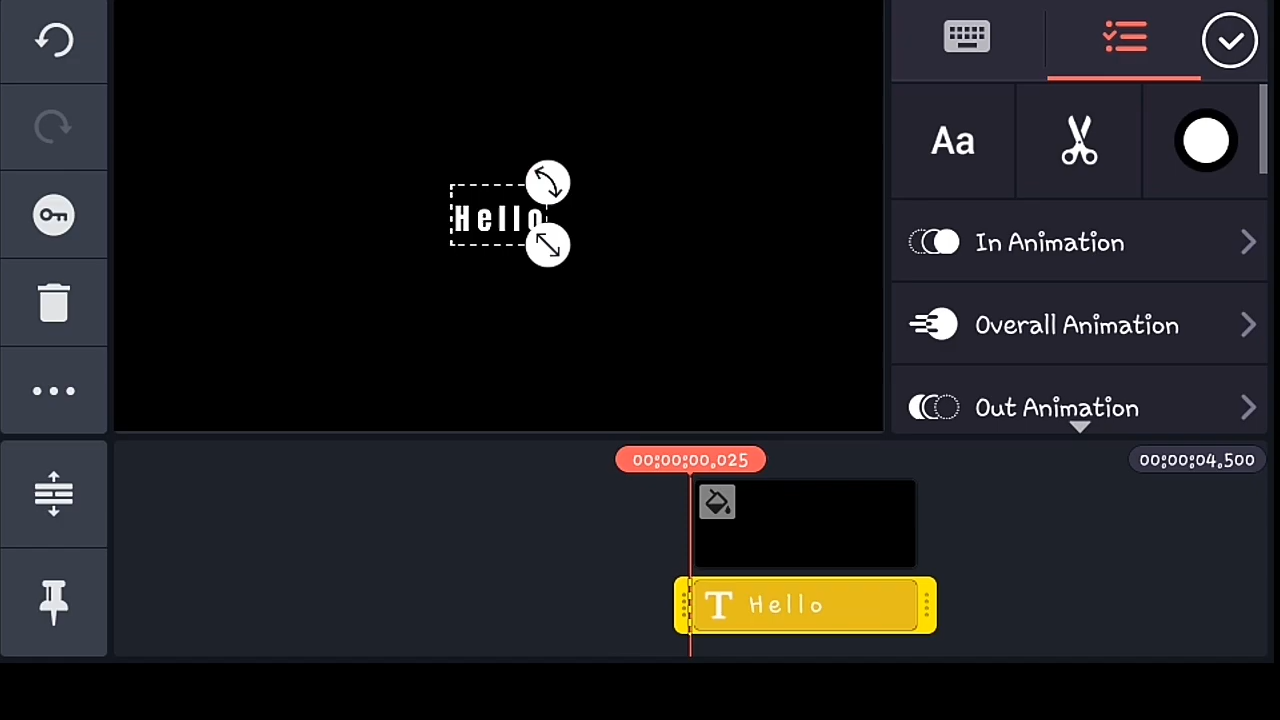 Hello
Aa
In Animation
Overall Animation
Out Animation
00:00:00.025
00:00:04.500
T Hello